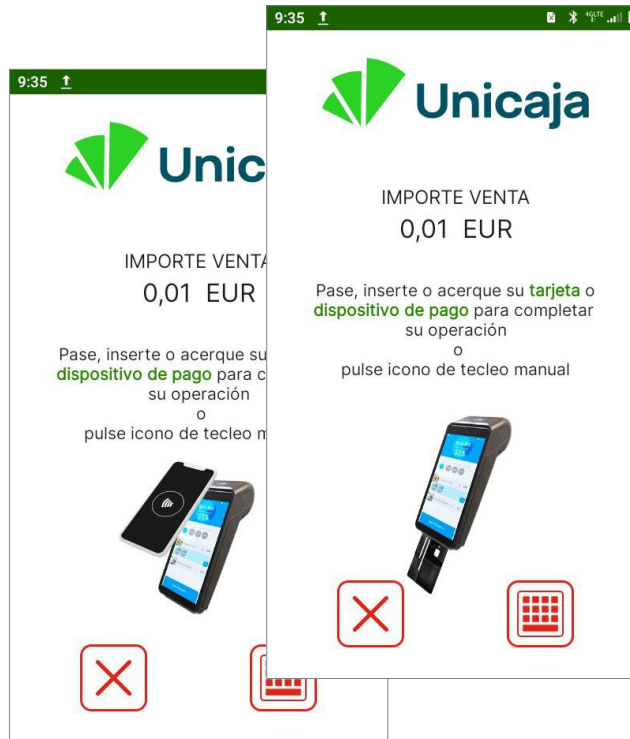 9:35
Unic
IMPORTE VENTA
0,01 EUR
Pase, inserte o acerque su
dispositivo de pago para c
su operación
o
pulse icono de tecleo m
9:35
4G LTE
Unicaja
IMPORTE VENTA
0,01 EUR
Pase, inserte o acerque su tarjeta o
dispositivo de pago para completar
su operación
o
pulse icono de tecleo manual